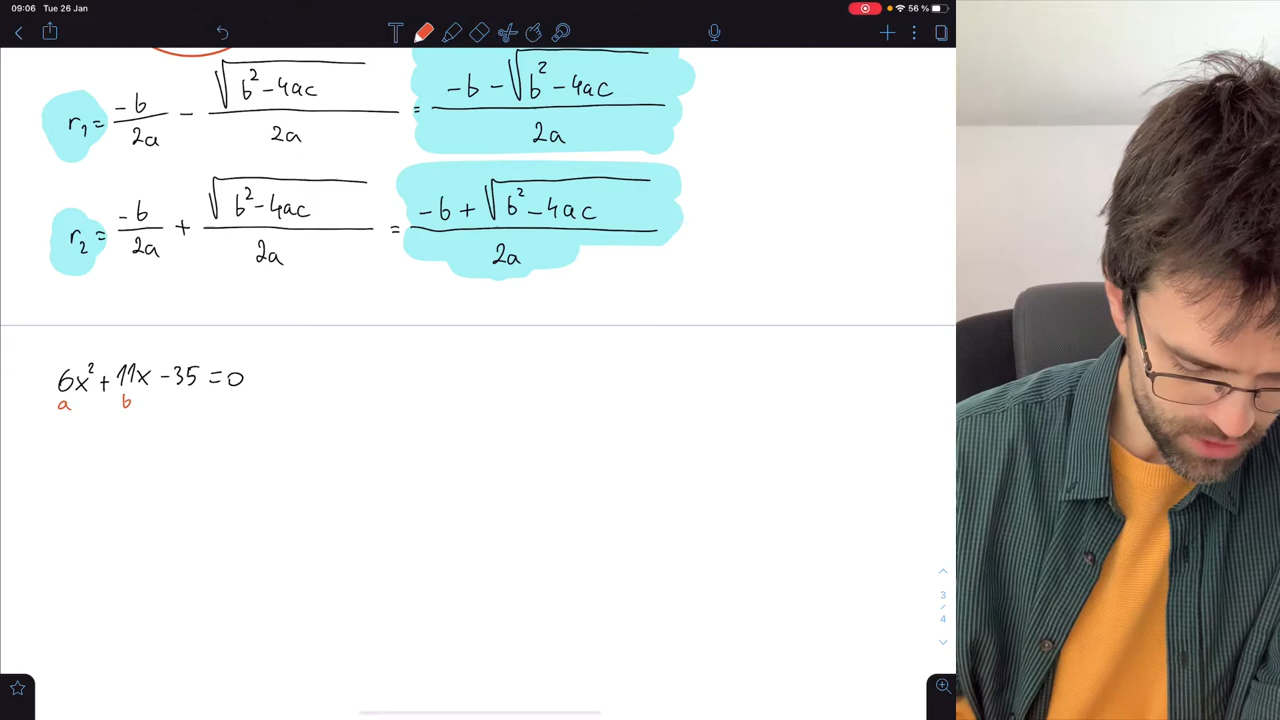 09:06 Tue 26 Jan 56 %
r₁ = -b/2a - √(b² - 4ac)/2a = (-b - √(b² - 4ac))/2a
r₂ = -b/2a + √(b² - 4ac)/2a = (-b + √(b² - 4ac))/2a
6x² + 11x - 35 = 0
a b
3
/
4